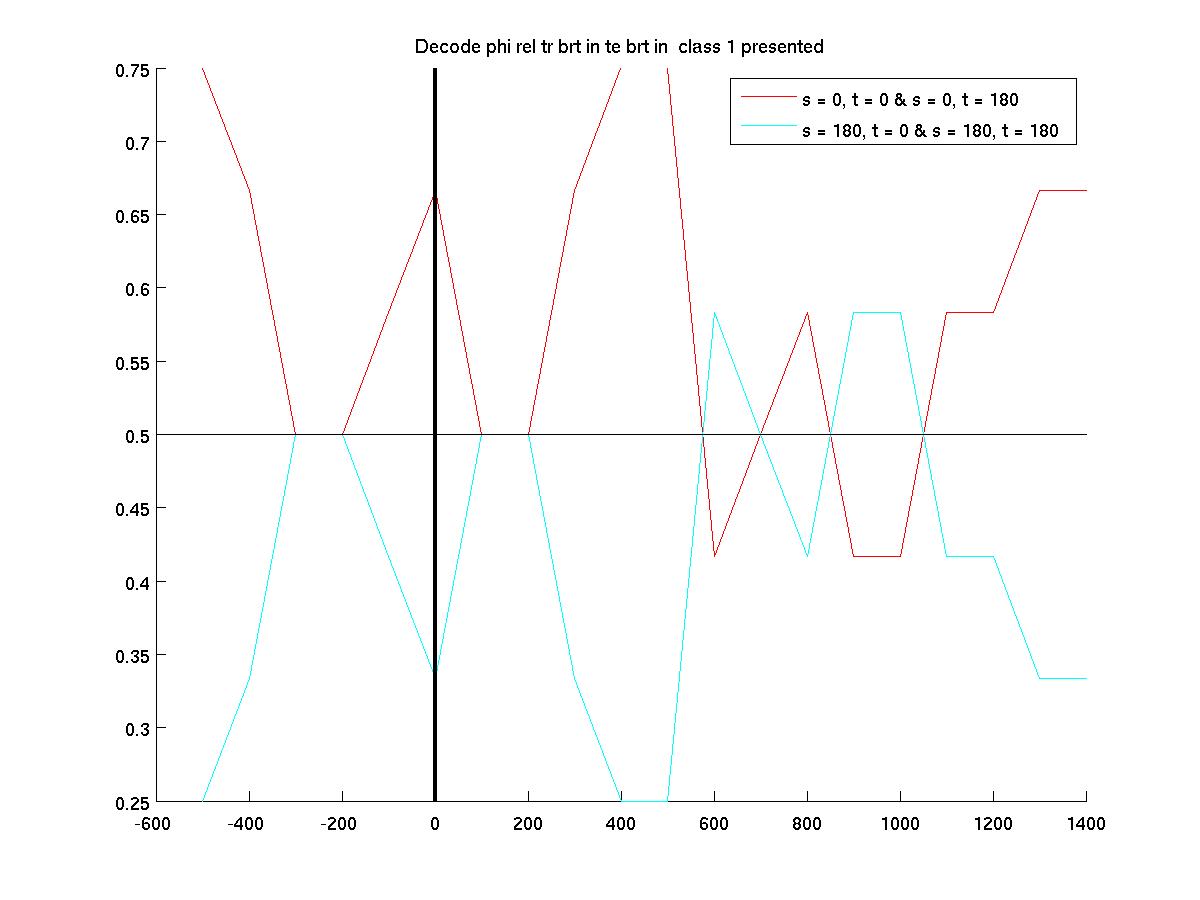 Decode phi rel tr brt in te brt in  class 1 presented
s = 0, t = 0 & s = 0, t = 180
s = 180, t = 0 & s = 180, t = 180
0.75
0.7
0.65
0.6
0.55
0.5
0.45
0.4
0.35
0.3
0.25
-600 -400 -200 0 200 400 600 800 1000 1200 1400